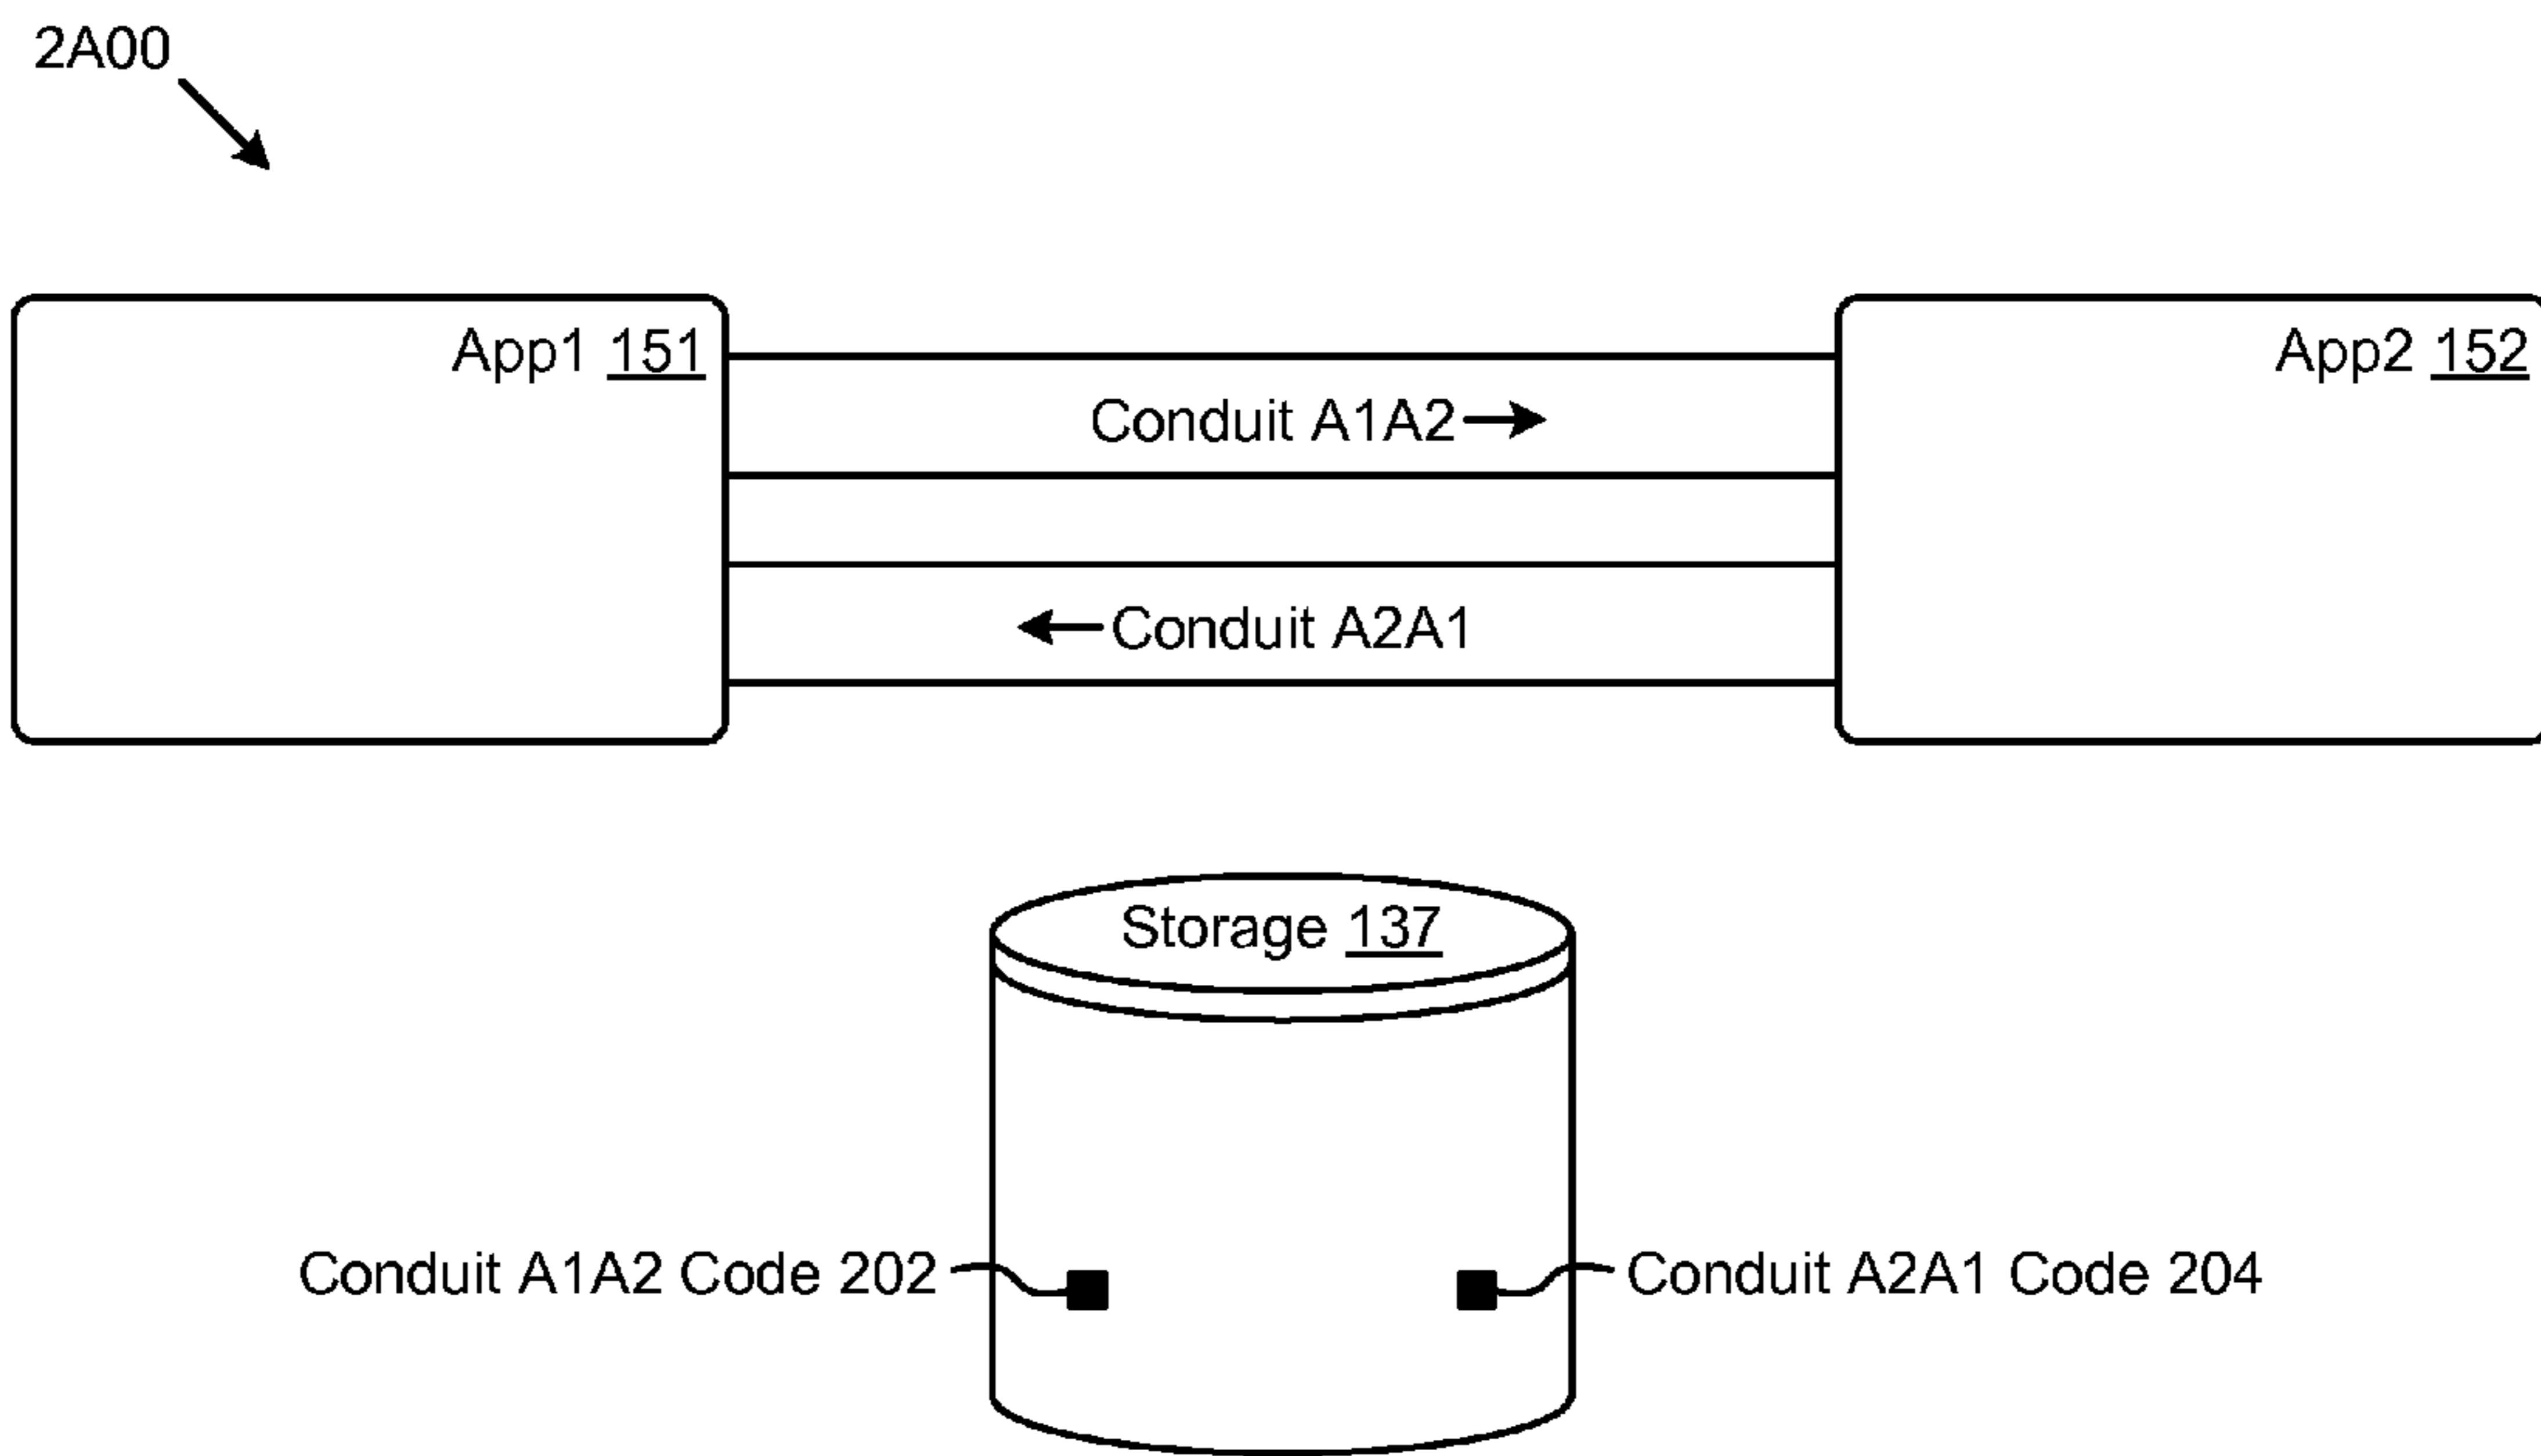 2A00
App1 151
App2 152
Conduit A1A2
Conduit A2A1
Storage 137
Conduit A1A2 Code 202
Conduit A2A1 Code 204